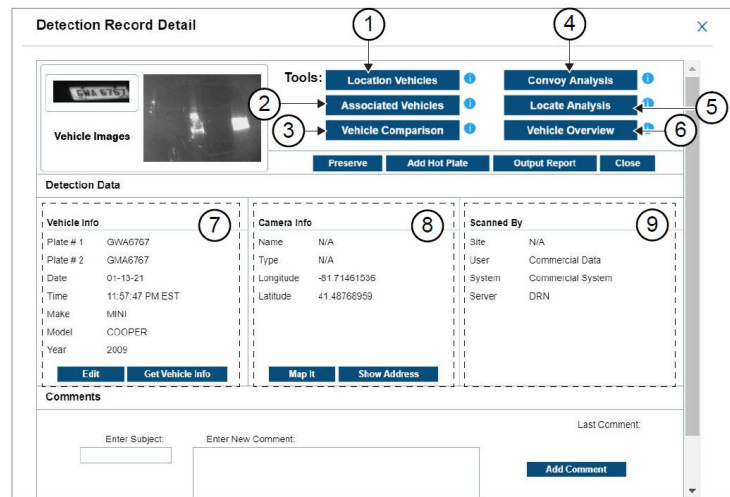 Detection Record Detail
1
4
GWA 6767
Vehicle Images
Tools:
Location Vehicles
Convoy Analysis
2
Associated Vehicles
Locate Analysis
5
3
Vehicle Comparison
Vehicle Overview
6
Preserve Add Hot Plate Output Report Close
Detection Data
Vehicle Info
7
Plate # 1 GWA6767
Plate # 2 GMA6767
Date 01-13-21
Time 11:57:47 PM EST
Make MINI
Model COOPER
Year 2009
Edit Get Vehicle Info
Camera Info
8
Name N/A
Type N/A
Longitude -81.71461536
Latitude 41.48768959
Map It Show Address
Scanned By
9
Site N/A
User Commercial Data
System Commercial System
Server DRN
Comments
Last Comment:
Enter Subject: Enter New Comment:
Add Comment